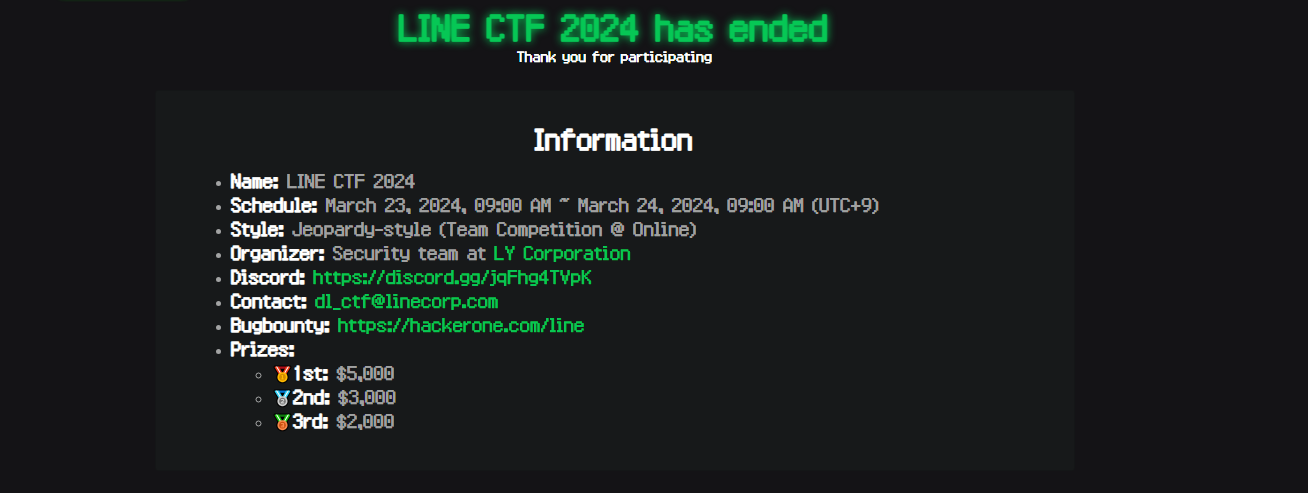 LINE CTF 2024 has ended
Thank you for participating
Information
Name: LINE CTF 2024
Schedule: March 23, 2024, 09:00 AM ~ March 24, 2024, 09:00 AM (UTC+9)
Style: Jeopardy-style (Team Competition @ Online)
Organizer: Security team at LY Corporation
Discord: https://discord.gg/jqFhg4TVpK
Contact: dl_ctf@linecorp.com
Bugbounty: https://hackerone.com/line
Prizes:
🥇1st: $5,000
🥈2nd: $3,000
🥉3rd: $2,000